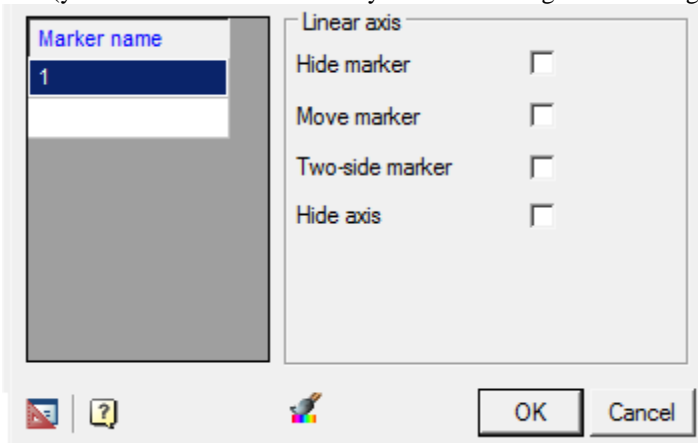 Marker name
1
Linear axis
Hide marker
Move marker
Two-side marker
Hide axis
OK
Cancel